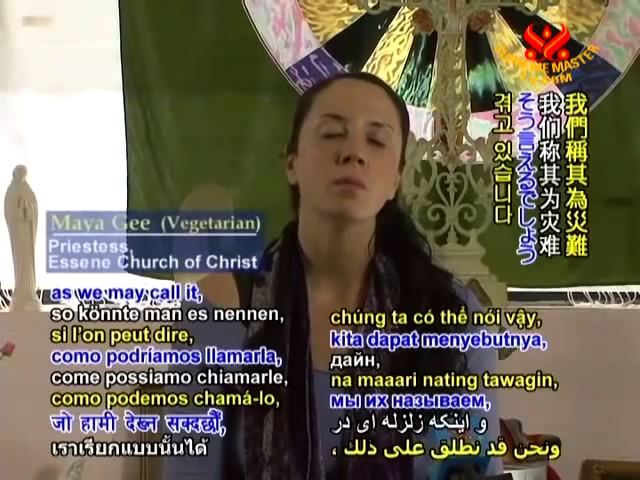 SUPREME MASTER
我們稱其為災難
我们称其为灾难
そう言えるでしょう
겪고 있습니다
Maya Gee (Vegetarian)
Priestess,
Essene Church of Christ
as we may call it,
so könnte man es nennen,
si l'on peut dire,
como podríamos llamarla,
come possiamo chiamarle,
como podemos chamá-lo,
जो हामी देख्न सक्दछौं,
เราเรียกแบบนั้นได้
chúng ta có thể nói vậy,
kita dapat menyebutnya,
дайн,
na maaari nating tawagin,
мы их называем,
و اینکه زلزله ای در
ونحن قد نطلق على ذلك ،